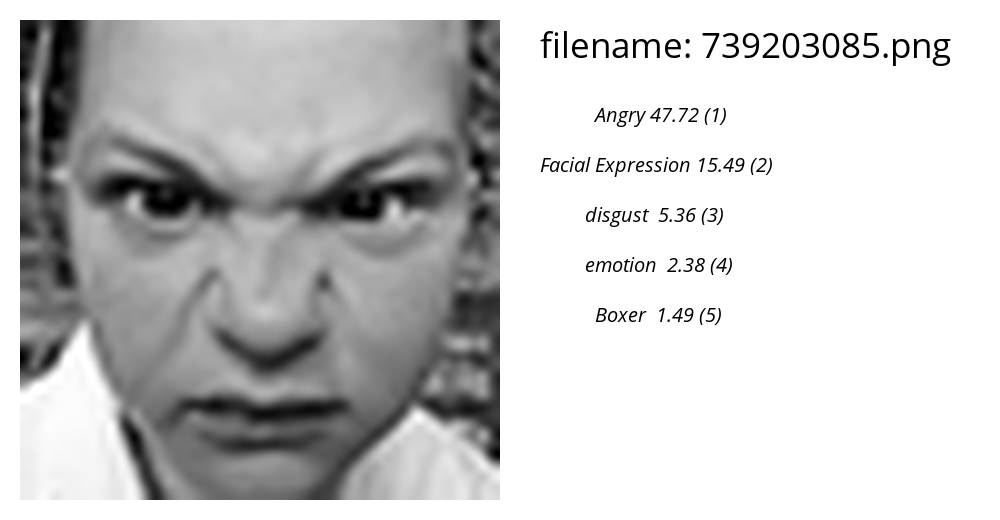 filename: 739203085.png
Angry 47.72 (1)
Facial Expression 15.49 (2)
disgust 5.36 (3)
emotion 2.38 (4)
Boxer 1.49 (5)